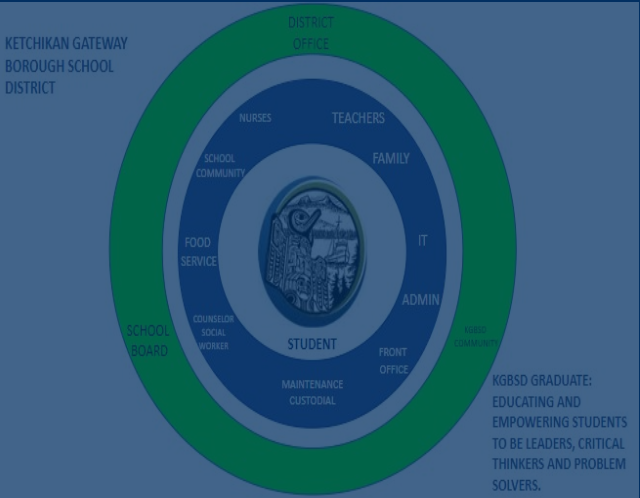 KETCHIKAN GATEWAY
BOROUGH SCHOOL
DISTRICT
DISTRICT
OFFICE
NURSES
TEACHERS
SCHOOL
COMMUNITY
FAMILY
FOOD
SERVICE
IT
ADMIN
COUNSELOR
SOCIAL
WORKER
STUDENT
FRONT
OFFICE
MAINTENANCE
CUSTODIAL
SCHOOL
BOARD
KGBSD
COMMUNITY
KGBSD GRADUATE:
EDUCATING AND
EMPOWERING STUDENTS
TO BE LEADERS, CRITICAL
THINKERS AND PROBLEM
SOLVERS.